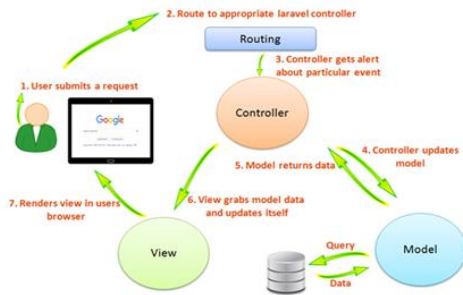 2. Route to appropriate laravel controller
Routing
3. Controller gets alert
about particular event
1. User submits a request
Google
Controller
4. Controller updates
model
5. Model returns data
7. Renders view in users
browser
6. View grabs model data
and updates itself
View
Query
Data
Model